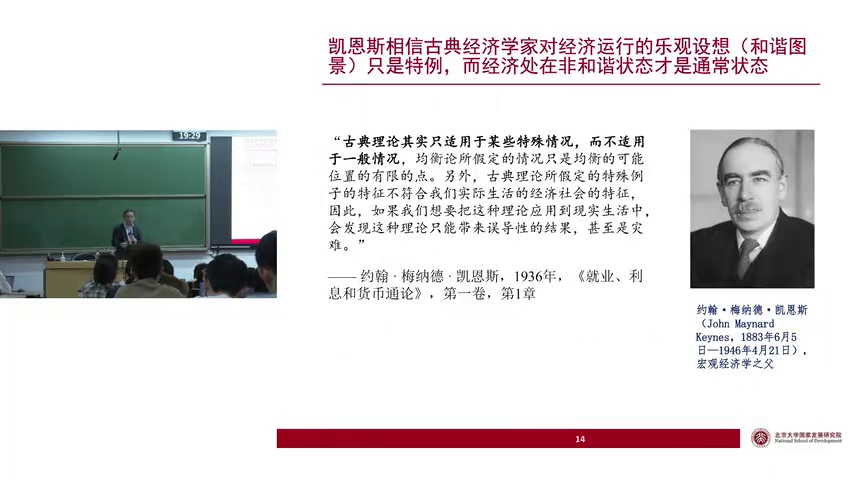 凯恩斯相信古典经济学家对经济运行的乐观设想（和谐图
景）只是特例，而经济处在非和谐状态才是通常状态
19:29
“古典理论其实只适用于某些特殊情况，而不适用
于一般情况，均衡论所假定的情况只是均衡的可能
位置的有限的点。另外，古典理论所假定的特殊例
子的特征不符合我们实际生活的经济社会的特征，
因此，如果我们想要把这种理论应用到现实生活中，
会发现这种理论只能带来误导性的结果，甚至是灾
难。”
—— 约翰·梅纳德·凯恩斯，1936年，《就业、利
息和货币通论》，第一卷，第1章
约翰·梅纳德·凯恩斯
（John Maynard
Keynes，1883年6月5
日—1946年4月21日），
宏观经济学之父
14
北京大学国家发展研究院
National School of Development